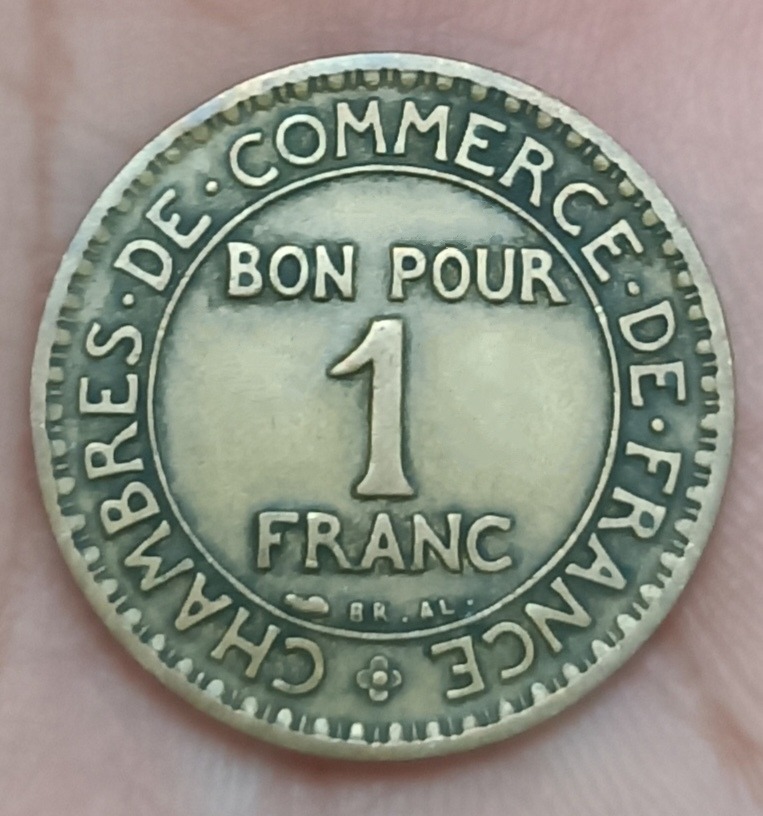 CHAMBRES·DE·COMMERCE·DE·FRANCE
BON POUR
1
FRANC
BR.AL.